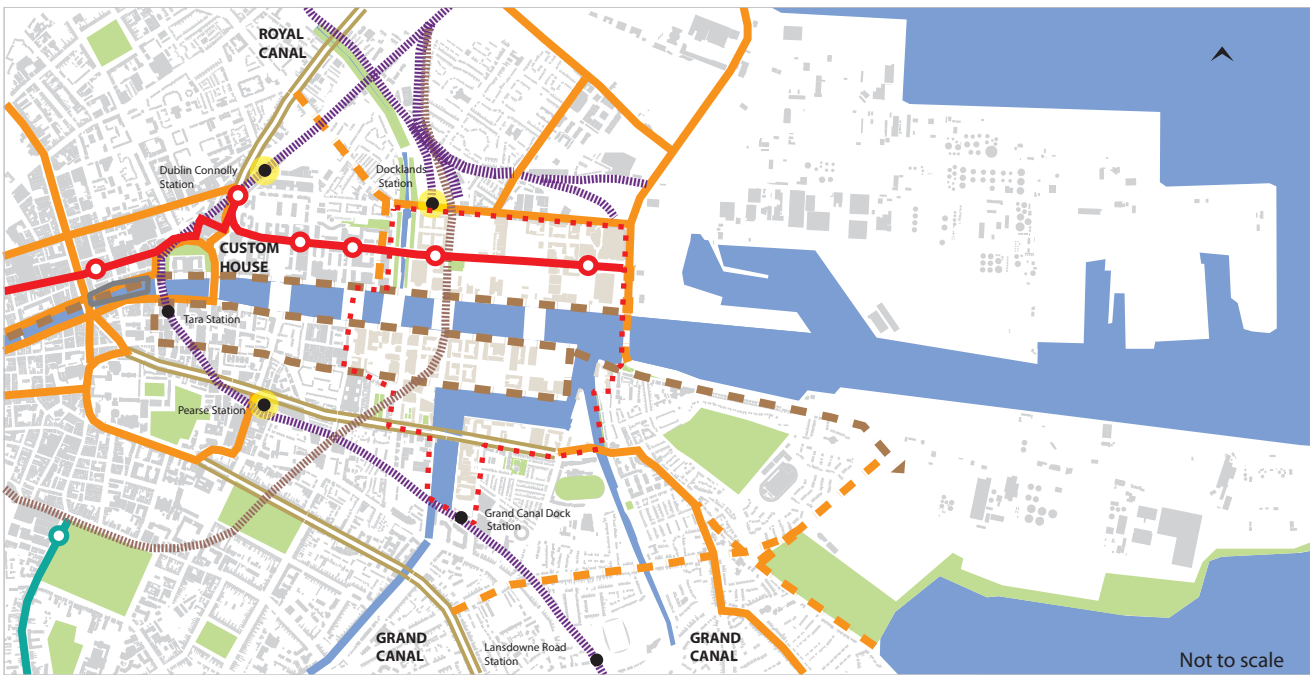 ROYAL
CANAL
Dublin Connolly
Station
Docklands
Station
CUSTOM
HOUSE
Tara Station
Pearse Station
Grand Canal Dock
Station
GRAND
CANAL
Lansdowne Road
Station
GRAND
CANAL
Not to scale